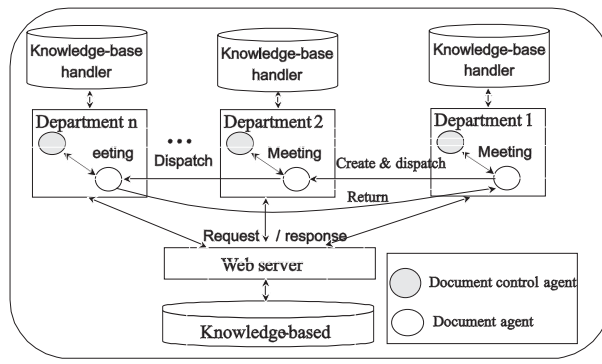 Knowledge-base
handler
Knowledge-base
handler
Knowledge-base
handler
Department n
Department 2
Department 1
eeting
Meeting
Meeting
...
Dispatch
Create & dispatch
Return
Request / response
Web server
Knowledge-based
Document control agent
Document agent